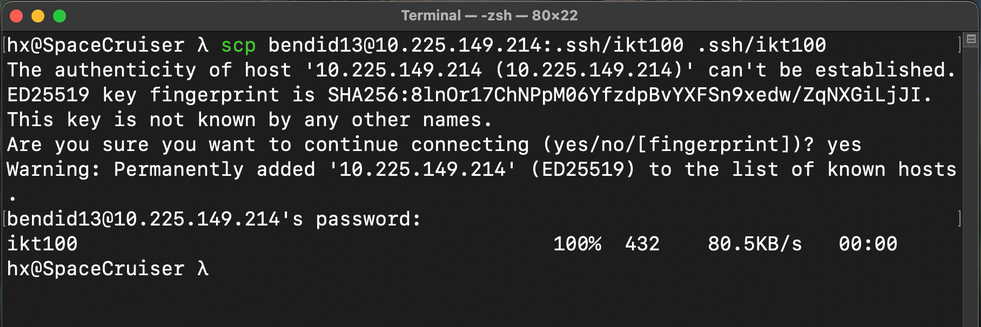 Terminal — -zsh — 80×22
hx@SpaceCruiser λ scp bendid13@10.225.149.214:.ssh/ikt100 .ssh/ikt100
The authenticity of host '10.225.149.214 (10.225.149.214)' can't be established.
ED25519 key fingerprint is SHA256:8lnOr17ChNPpM06YfzdpBvYXFSn9xedw/ZqNXGiLjJI.
This key is not known by any other names.
Are you sure you want to continue connecting (yes/no/[fingerprint])? yes
Warning: Permanently added '10.225.149.214' (ED25519) to the list of known hosts
.
bendid13@10.225.149.214's password:
ikt100 100% 432 80.5KB/s 00:00
hx@SpaceCruiser λ